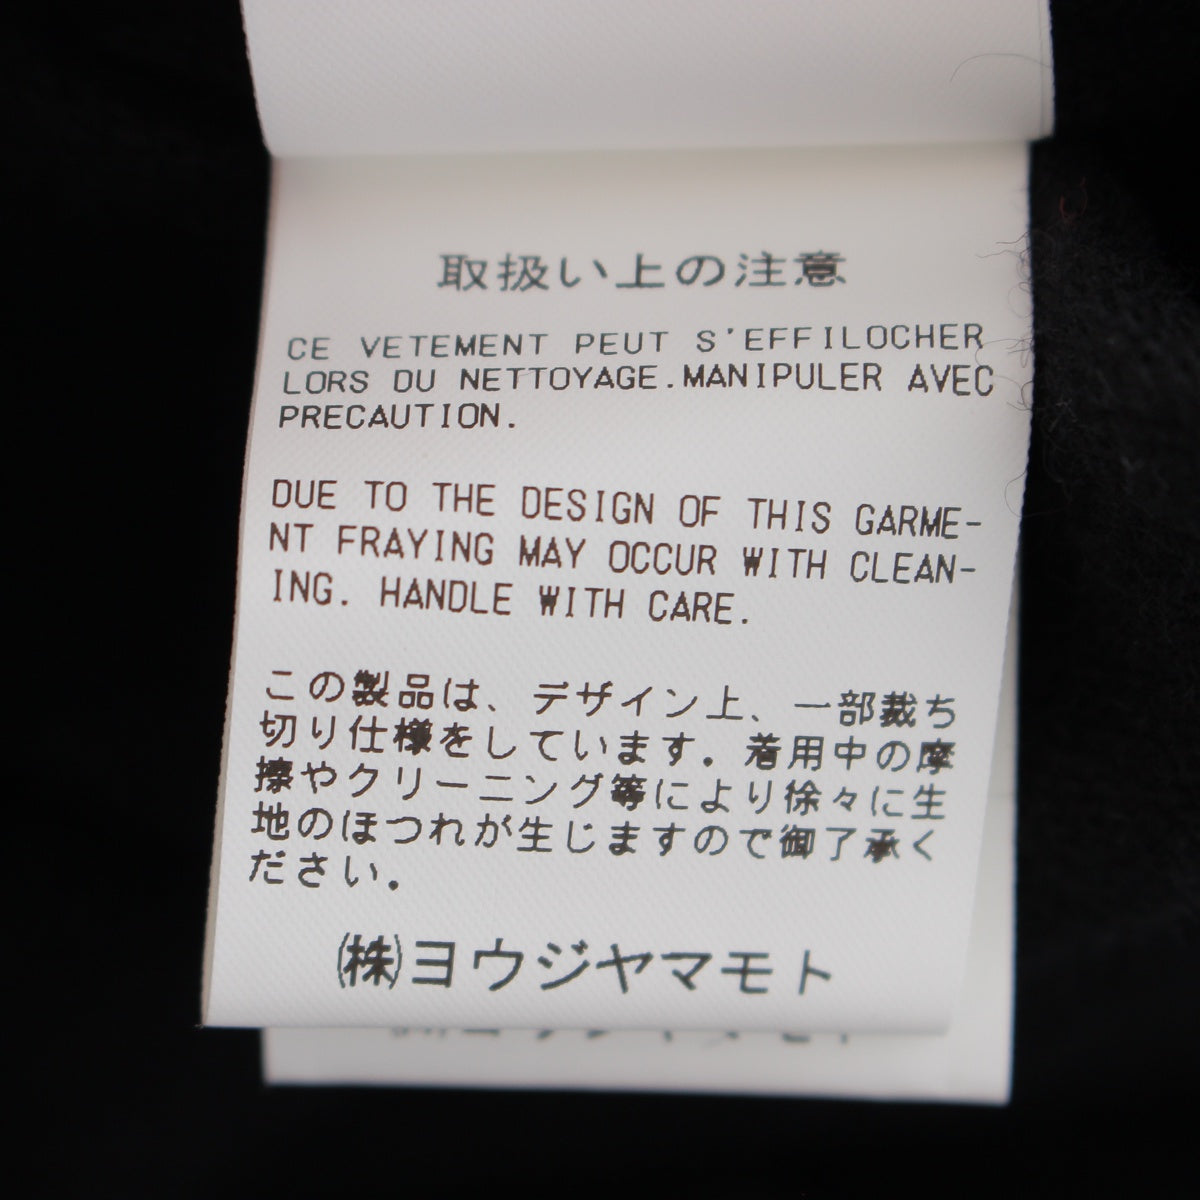 取扱い上の注意
CE VETEMENT PEUT S'EFFILOCHER
LORS DU NETTOYAGE.MANIPULER AVEC
PRECAUTION.
DUE TO THE DESIGN OF THIS GARME-
NT FRAYING MAY OCCUR WITH CLEAN-
ING. HANDLE WITH CARE.
この製品は、デザイン上、一部裁ち
切り仕様をしています。着用中の摩
擦やクリーニング等により徐々に生
地のほつれが生じますので御了承く
ださい。
(株)ヨウジヤマモト